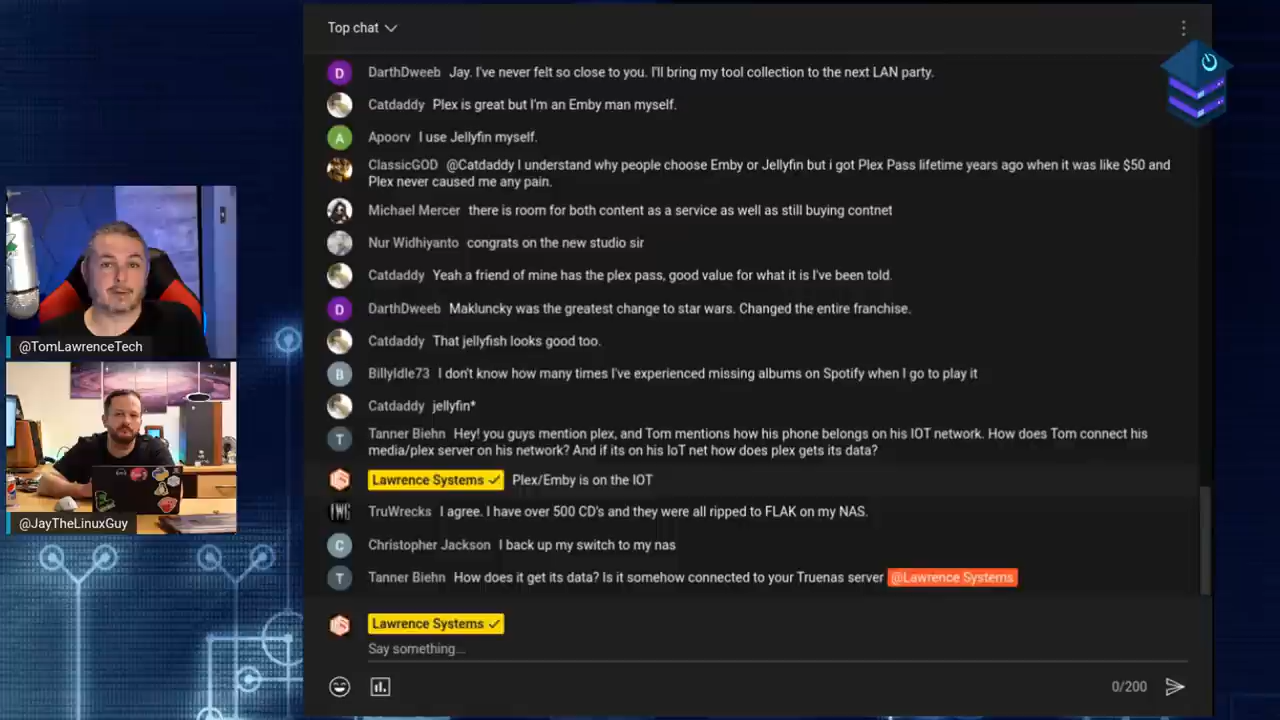 Top chat
D DarthDweeb Jay. I've never felt so close to you. I'll bring my tool collection to the next LAN party.
Catdaddy Plex is great but I'm an Emby man myself.
A Apoorv I use Jellyfin myself.
ClassicGOD @Catdaddy I understand why people choose Emby or Jellyfin but i got Plex Pass lifetime years ago when it was like $50 and
Plex never caused me any pain.
Michael Mercer there is room for both content as a service as well as still buying contnet
Nur Widhiyanto congrats on the new studio sir
Catdaddy Yeah a friend of mine has the plex pass, good value for what it is I've been told.
D DarthDweeb Makluncky was the greatest change to star wars. Changed the entire franchise.
Catdaddy That jellyfish looks good too.
B BillyIdle73 I don't know how many times I've experienced missing albums on Spotify when I go to play it
Catdaddy jellyfin*
T Tanner Biehn Hey! you guys mention plex, and Tom mentions how his phone belongs on his IOT network. How does Tom connect his
media/plex server on his network? And if its on his IoT net how does plex gets its data?
Lawrence Systems Plex/Emby is on the IOT
TruWrecks I agree. I have over 500 CD's and they were all ripped to FLAK on my NAS.
C Christopher Jackson I back up my switch to my nas
T Tanner Biehn How does it get its data? Is it somehow connected to your Truenas server @Lawrence Systems
Lawrence Systems
Say something...
0/200
@TomLawrenceTech
@JayTheLinuxGuy